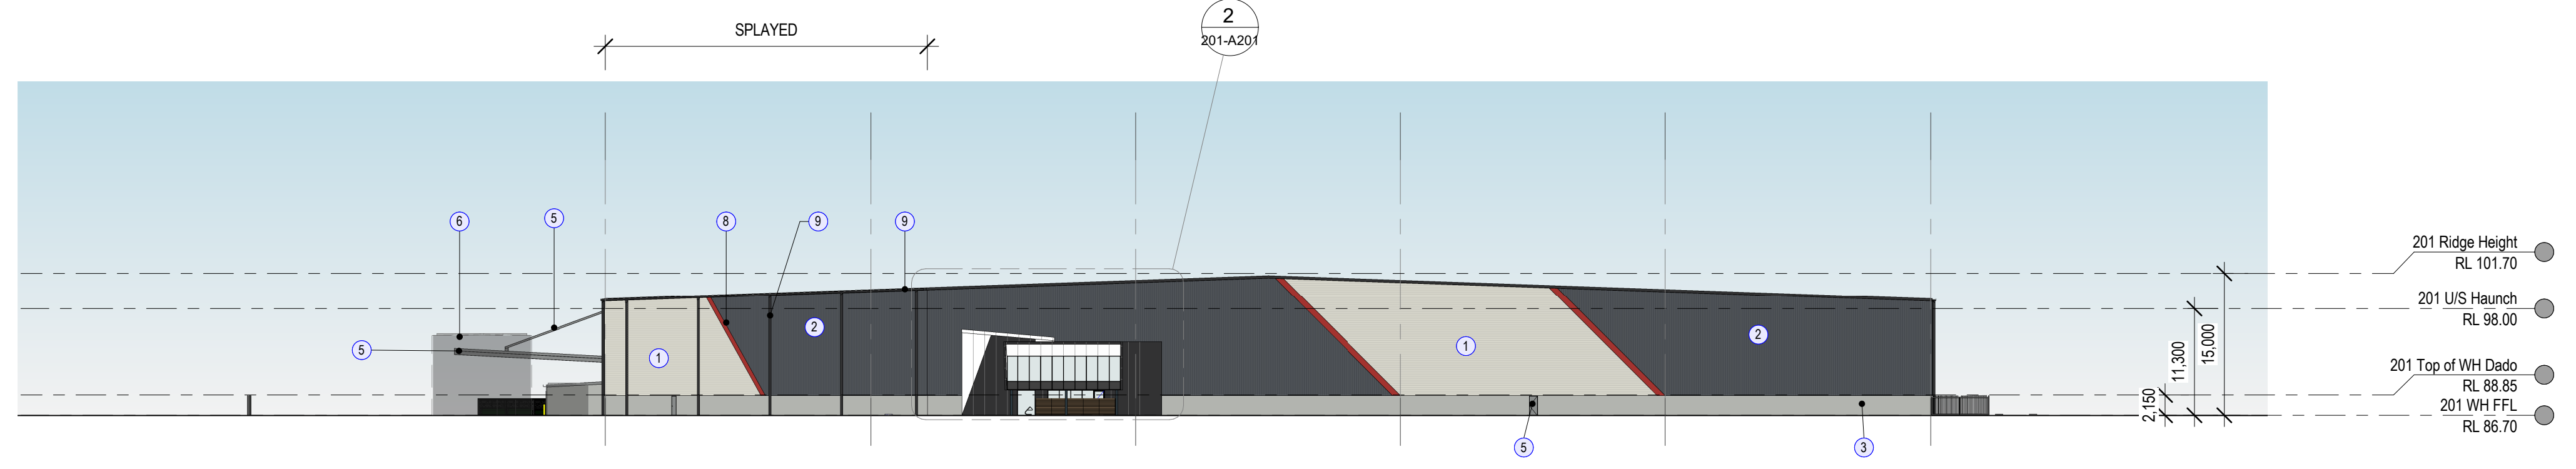 2
201-A201
SPLAYED
6
5
8
9
9
5
1
2
1
2
5
3
201 Ridge Height
RL 101.70
201 U/S Haunch
RL 98.00
201 Top of WH Dado
RL 88.85
201 WH FFL
RL 86.70
2,150
11,300
15,000